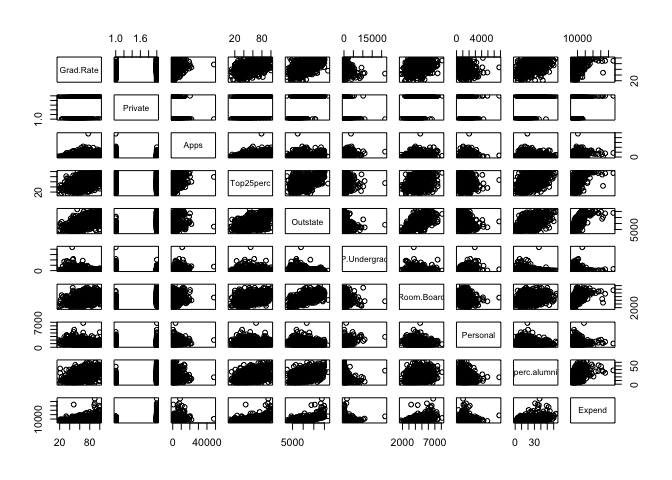 1.0 1.6 20 80 0 15000 0 4000 10000
Grad.Rate 20
1.0 Private
Apps 0
20 Top25perc
Outstate 5000
0 P.Undergrad
Room.Board 2000
0 7000 Personal
perc.alumni 0 50
10000 Expend
20 80 0 40000 5000 2000 7000 0 30